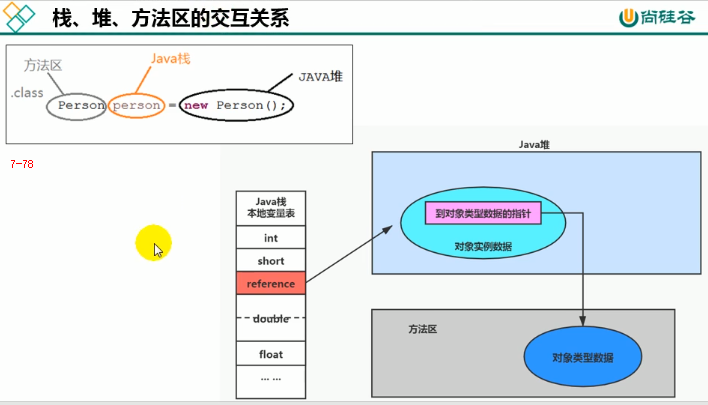 栈、堆、方法区的交互关系
尚硅谷
方法区
Java栈
JAVA堆
.class
Person person = new Person();
7-78
Java堆
Java栈
本地变量表
int
short
reference
double
float
... ...
到对象类型数据的指针
对象实例数据
方法区
对象类型数据